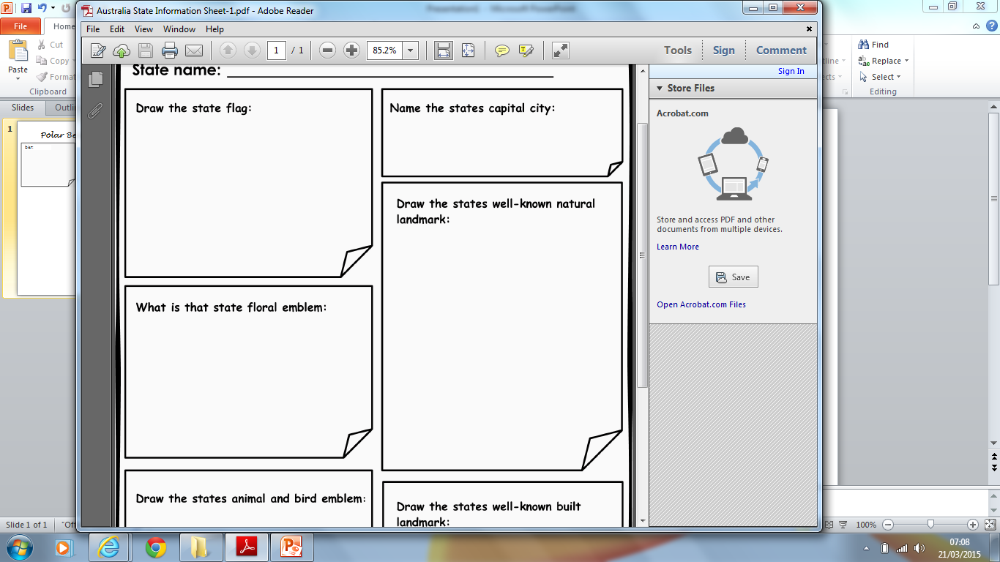 Australia State Information Sheet-1.pdf - Adobe Reader
File Edit View Window Help
1 / 1 85.2%
Tools Sign Comment
Sign In
State name:
Draw the state flag:
Name the states capital city:
Draw the states well-known natural
landmark:
What is that state floral emblem:
Draw the states animal and bird emblem:
Draw the states well-known built
landmark:
Store Files
Acrobat.com
Store and access PDF and other
documents from multiple devices.
Learn More
Save
Open Acrobat.com Files
File Home
Paste
Cut
Copy
Format
Clipboard
Slides Outlin
1
Polar Be
Diet
Find
Replace
Select
Editing
Slide 1 of 1 "Off
100%
07:08
21/03/2015